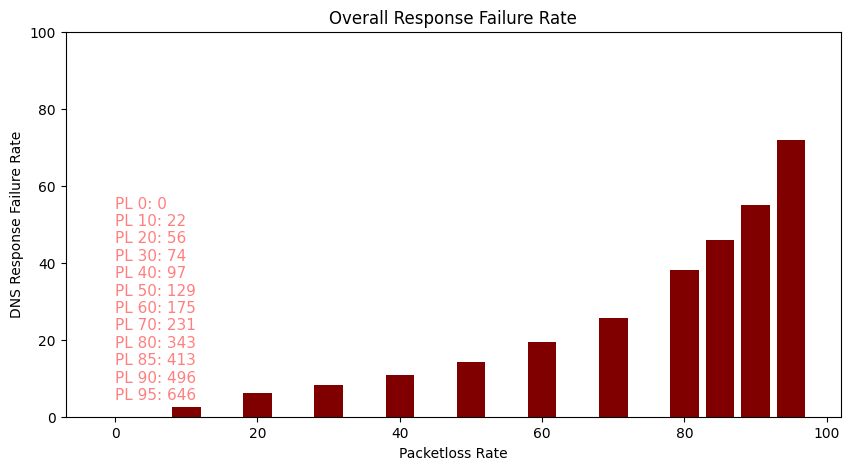 Overall Response Failure Rate
100
80
60
40
20
0
DNS Response Failure Rate
PL 0: 0
PL 10: 22
PL 20: 56
PL 30: 74
PL 40: 97
PL 50: 129
PL 60: 175
PL 70: 231
PL 80: 343
PL 85: 413
PL 90: 496
PL 95: 646
0 20 40 60 80 100
Packetloss Rate